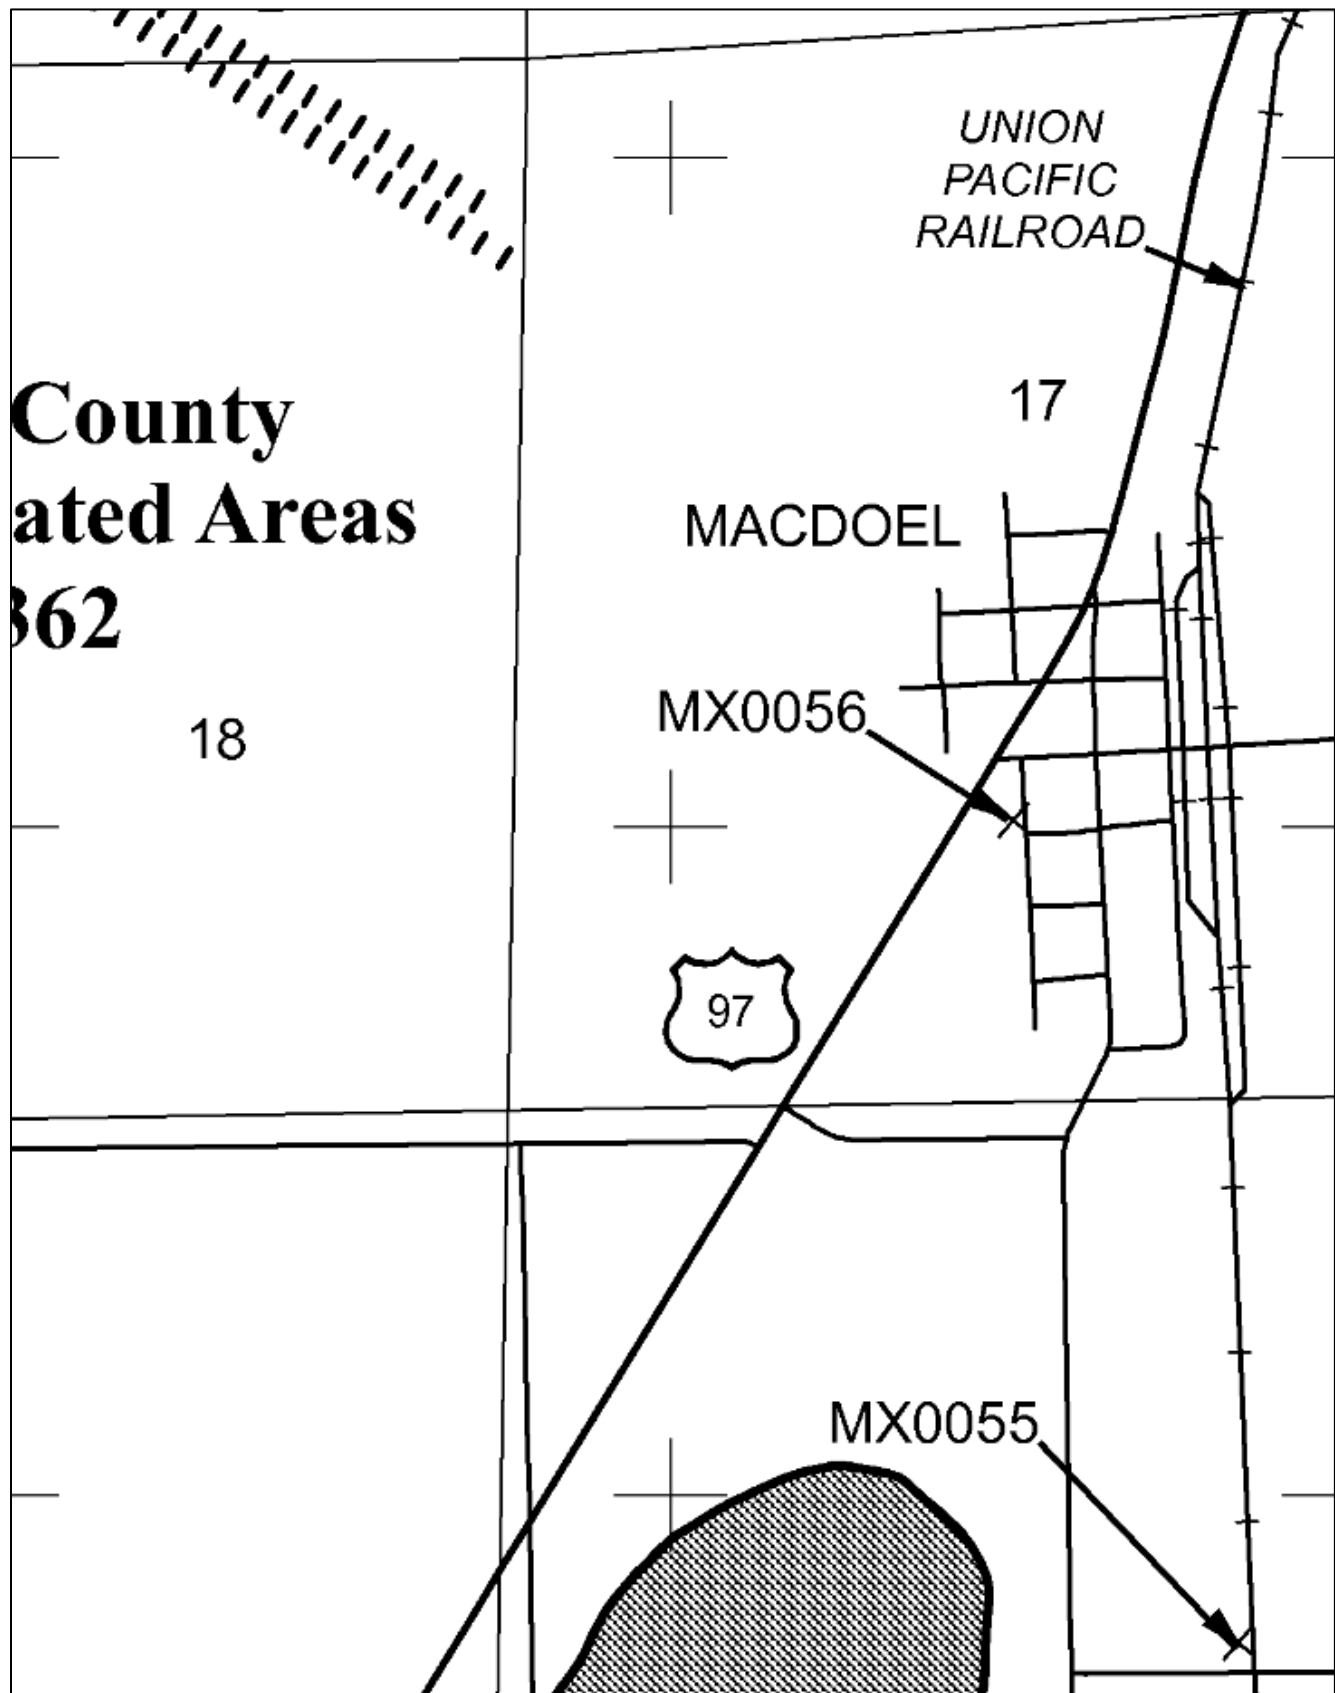 UNION
PACIFIC
RAILROAD
17
County
ated Areas
362
MACDOEL
MX0056
18
97
MX0055